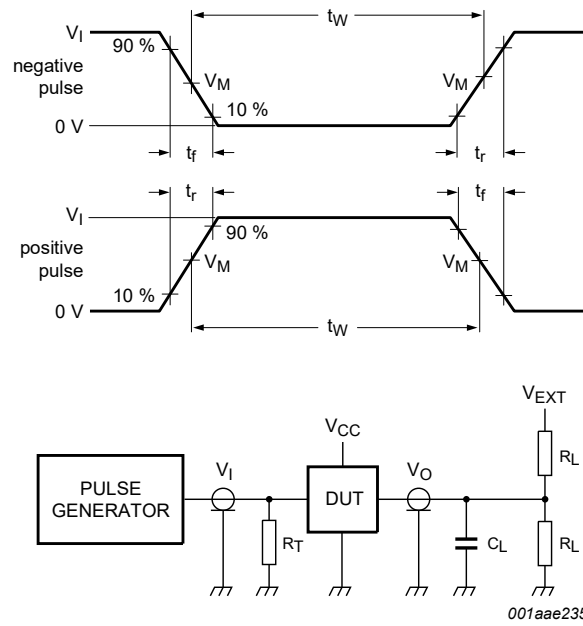 V_I
t_W
90 %
negative pulse
V_M
V_M
10 %
0 V
t_f
t_r
t_r
t_f
V_I
90 %
positive pulse
V_M
V_M
10 %
0 V
t_W
V_EXT
V_CC
R_L
PULSE GENERATOR
V_I
DUT
V_O
R_T
C_L
R_L
001aae235